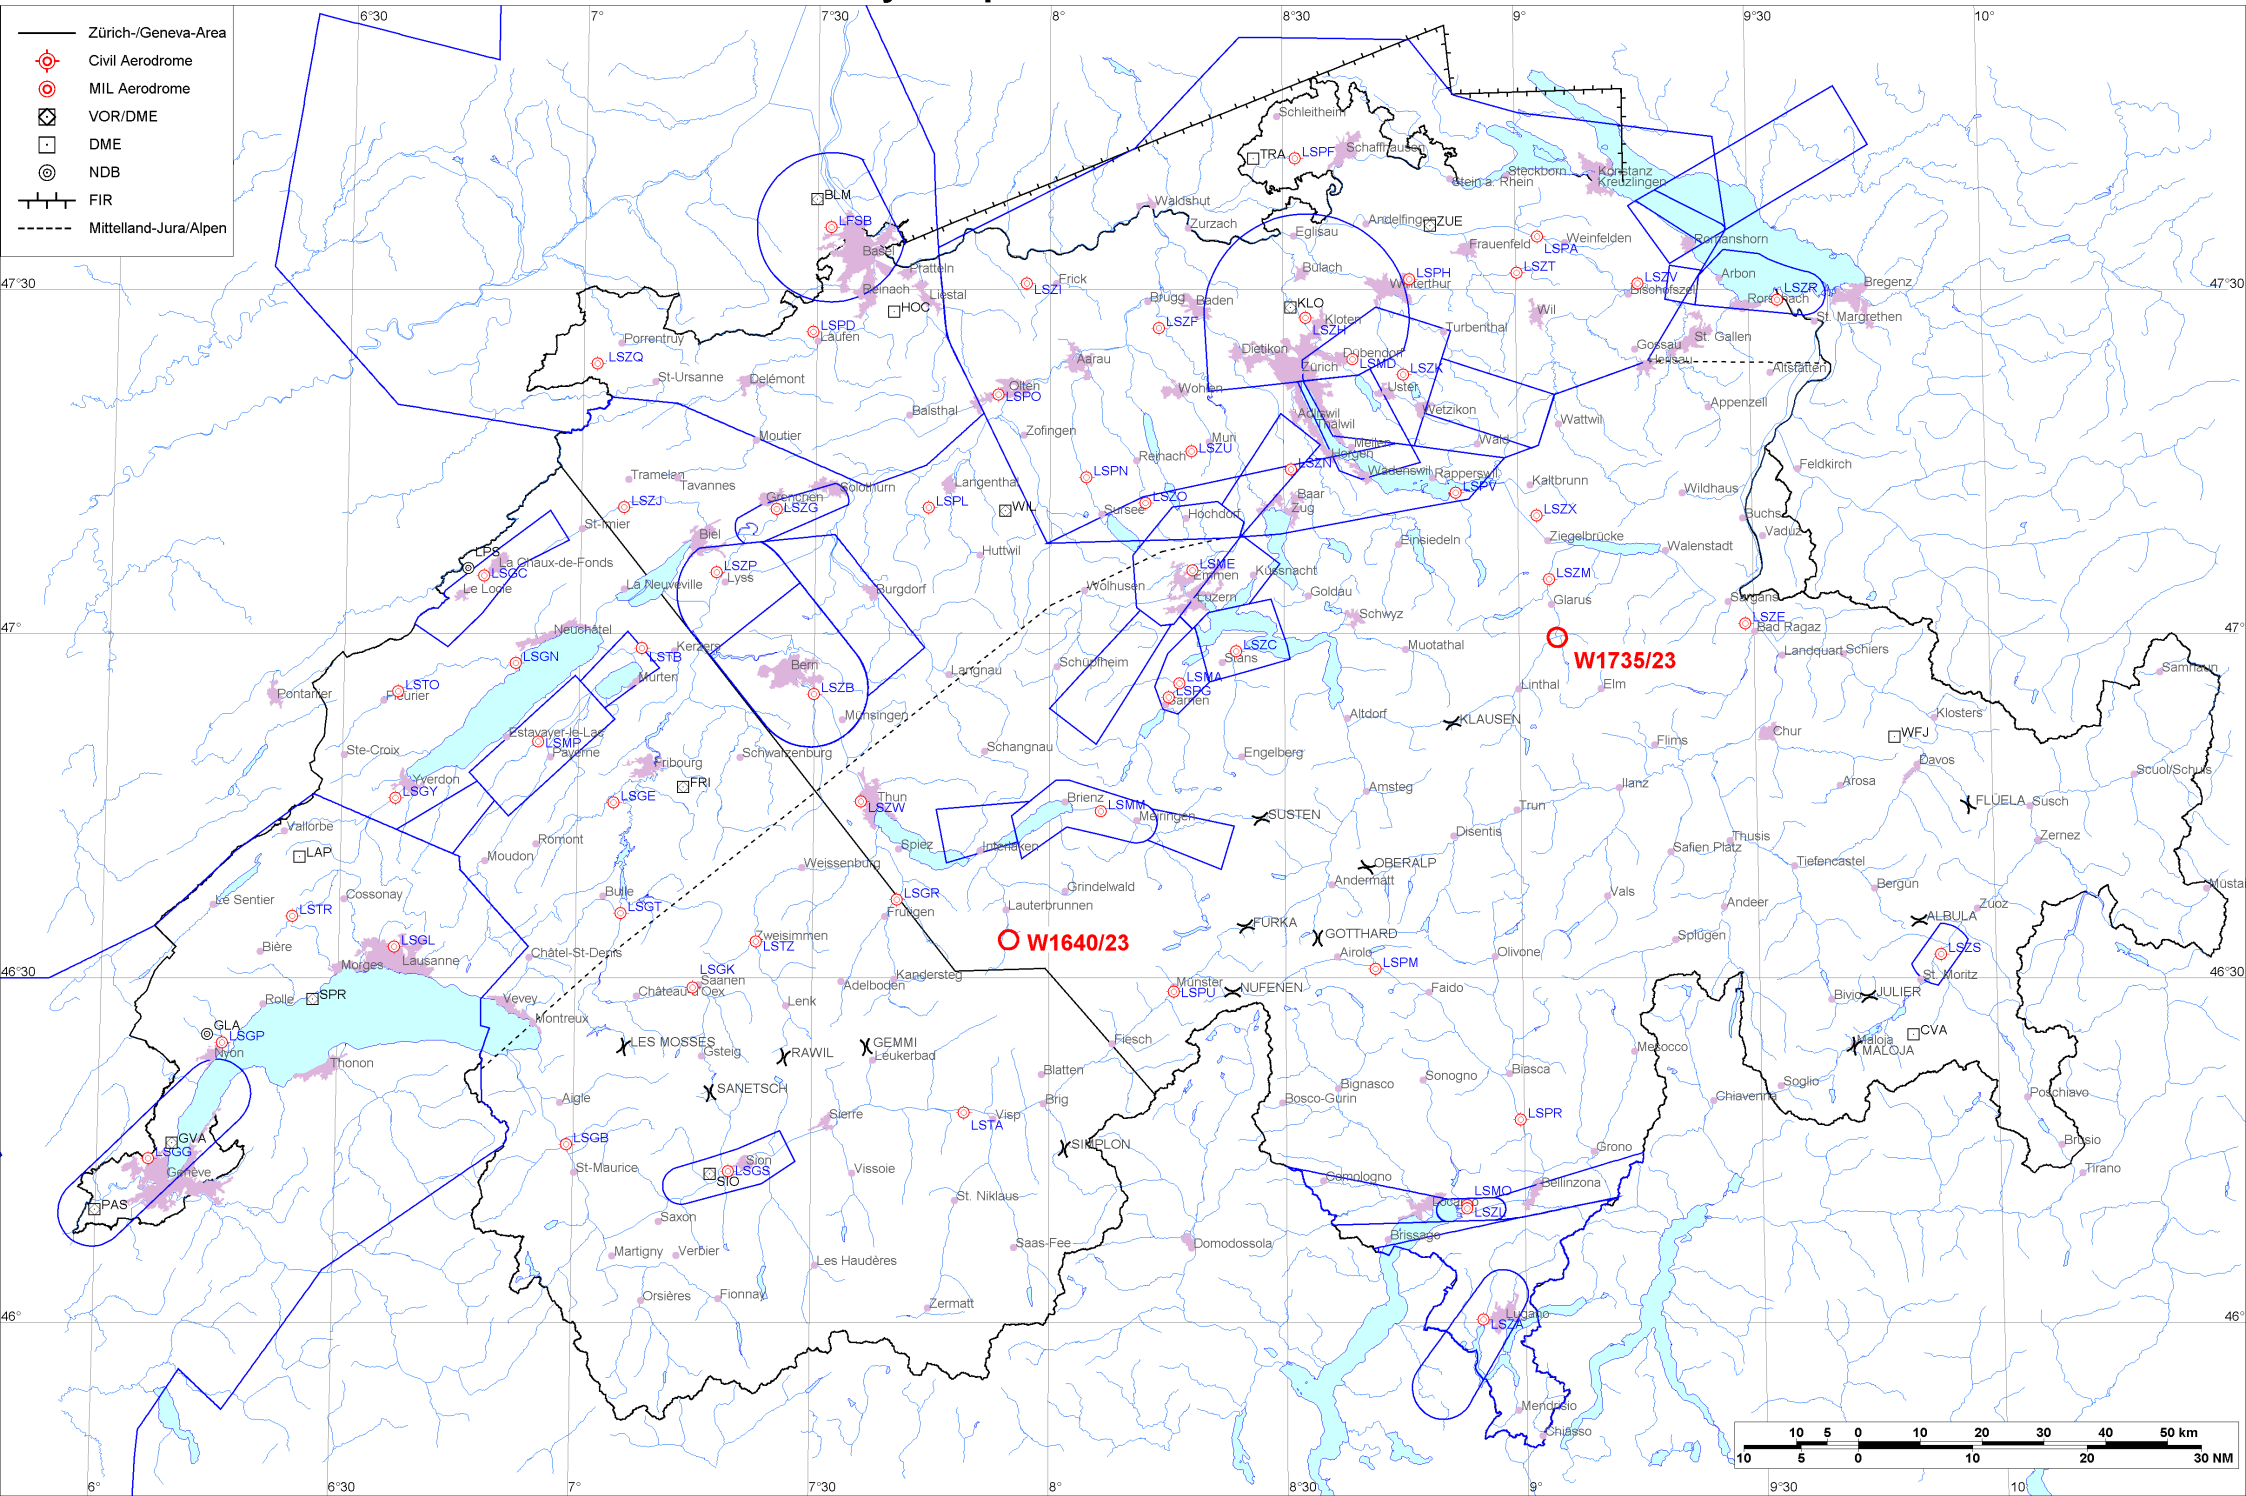 6°30
7°
7°30
8°
8°30
9°
9°30
10°
Zürich-/Geneva-Area
Civil Aerodrome
MIL Aerodrome
VOR/DME
DME
NDB
FIR
Mittelland-Jura/Alpen
Schleitheim
TRA
LSPF
Schaffhausen
Steckborn
Stein a. Rhein
Konstanz
Kreuzlingen
BLM
LFSB
Basel
Waldshut
Zurzach
Eglisau
Andelfingen
ZUE
Frauenfeld
LSPA
Weinfelden
Romanshorn
Pratteln
Reinach
Liestal
HOC
LSZI
Frick
Bülach
LSPH
Winterthur
LSZT
LSZV
Bischofszell
Arbon
LSZR
Rorschach
Bregenz
St. Margrethen
47°30
47°30
LSPD
Laufen
Brugg
Baden
LSZF
KLO
Kloten
LSZH
Turbenthal
Wil
St. Gallen
Gossau
Herisau
Altstätten
Porrentruy
LSZQ
St-Ursanne
Delémont
Aarau
Olten
LSPO
Dietikon
Zürich
Dübendorf
LSMD
LSZK
Uster
Wetzikon
Wohlen
Balsthal
Zofingen
Adliswil
Thalwil
Appenzell
Wattwil
Moutier
Muri
LSZU
Reinach
Meilen
Horgen
Wald
Tramelan
Tavannes
LSPN
LSZN
Wädenswil
Rapperswil
LSPV
Kaltbrunn
Wildhaus
Feldkirch
LSZJ
Grenchen
LSZG
Solothurn
LSPL
Langenthal
WIL
Sursee
LSZO
Hochdorf
Baar
Zug
LSZX
Buchs
Vaduz
St-Imier
Biel
Huttwil
Einsiedeln
Ziegelbrücke
Walenstadt
LPS
La Chaux-de-Fonds
LSGC
Le Locle
La Neuveville
LSZP
Lyss
Burgdorf
Wolhusen
LSME
Emmen
Luzern
Küssnacht
Goldau
Schwyz
LSZM
Glarus
Sargans
LSZE
Bad Ragaz
47°
47°
Neuchâtel
LSGN
LSTB
Kerzers
Murten
Bern
LSZB
Langnau
Schüpfheim
LSZC
Stans
LSMA
LSPG
Sarnen
Muotathal
W1735/23
Landquart
Schiers
Samnaun
Pontarlier
LSTO
Fleurier
Münsingen
Altdorf
Linthal
Elm
Klosters
KLAUSEN
Ste-Croix
Estavayer-le-Lac
LSMP
Payerne
Schwarzenburg
Schangnau
Engelberg
Flims
Chur
WFJ
Davos
Yverdon
LSGY
Fribourg
FRI
LSGE
Thun
LSZW
Brienz
LSMM
Meiringen
Amsteg
SUSTEN
Trun
Ilanz
Arosa
FLÜELA
Susch
Scuol/Schuls
Vallorbe
LAP
Romont
Moudon
Spiez
Interlaken
Weissenburg
Disentis
Safien Platz
Thusis
Tiefencastel
Zernez
OBERALP
Andermatt
Le Sentier
Cossonay
LSTR
Bulle
LSGT
LSGR
Frutigen
Grindelwald
Lauterbrunnen
Vals
Andeer
Bergün
Zuoz
Müstair
W1640/23
FURKA
GOTTHARD
Airolo
Olivone
Splügen
ALBULA
LSZS
St. Moritz
Bière
LSGL
Lausanne
Morges
Châtel-St-Denis
Zweisimmen
LSTZ
LSPM
46°30
46°30
LSGK
Saanen
Château-d'Oex
Kandersteg
Adelboden
Lenk
Münster
LSPU
NUFENEN
Faido
Bivio
JULIER
Rolle
SPR
Vevey
Montreux
GLA
LSGP
Nyon
Thonon
LES MOSSES
Gsteig
RAWIL
GEMMI
Leukerbad
Fiesch
Mesocco
Maloja
MALOJA
CVA
Blatten
Brig
SANETSCH
Bignasco
Sonogno
Biasca
Bosco-Gurin
Soglio
Chiavenna
Poschiavo
Aigle
Sierre
LSTA
Visp
LSPR
GVA
LSGG
Genève
LSGB
SIMPLON
St-Maurice
Sion
LSGS
SIO
Vissoie
Comologno
Grono
Brusio
Tirano
PAS
St. Niklaus
Bellinzona
LSMO
Locarno
LSZL
Saxon
Martigny
Verbier
Saas-Fee
Domodossola
Brissago
Les Haudères
Orsières
Fionnay
Zermatt
46°
46°
Lugano
LSZA
Mendrisio
Chiasso
10 5 0 10 20 30 40 50 km
10 5 0 10 20 30 NM
6°
6°30
7°
7°30
8°
8°30
9°
9°30
10°